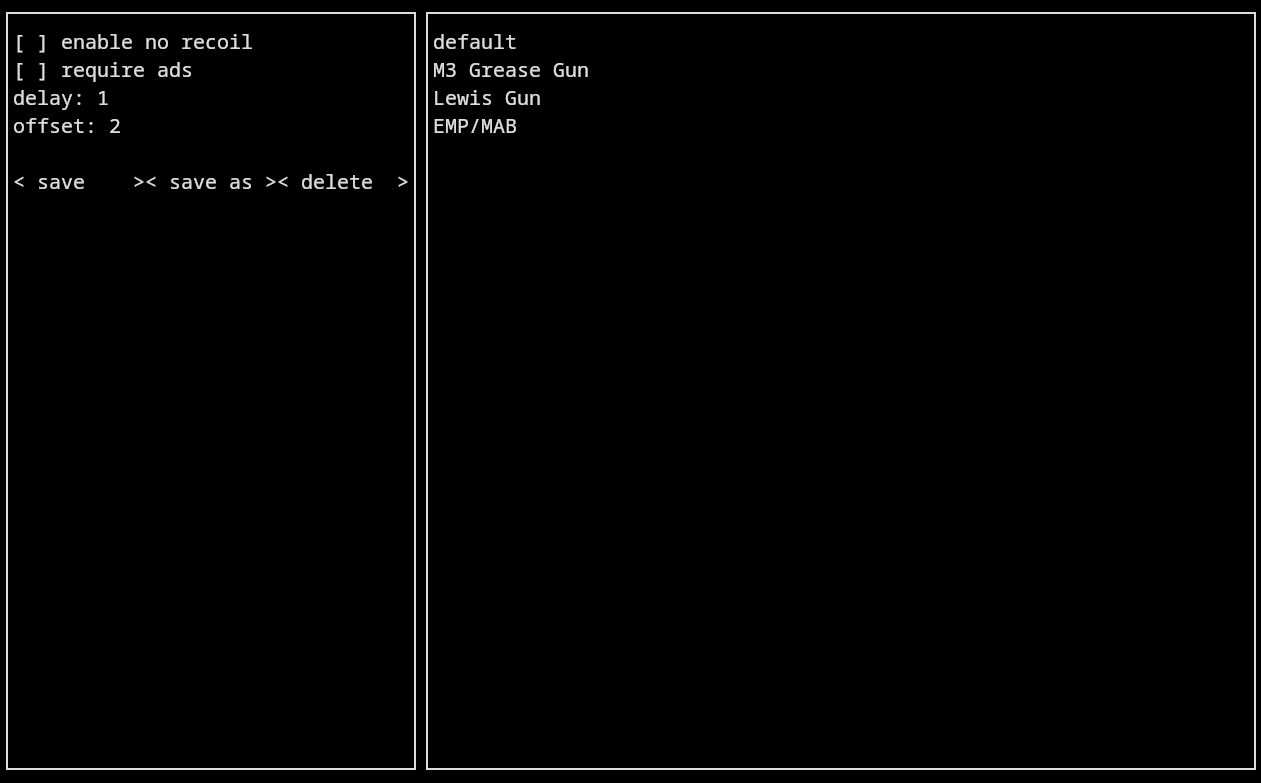 [ ] enable no recoil
[ ] require ads
delay: 1
offset: 2
< save    >< save as >< delete  >
default
M3 Grease Gun
Lewis Gun
EMP/MAB